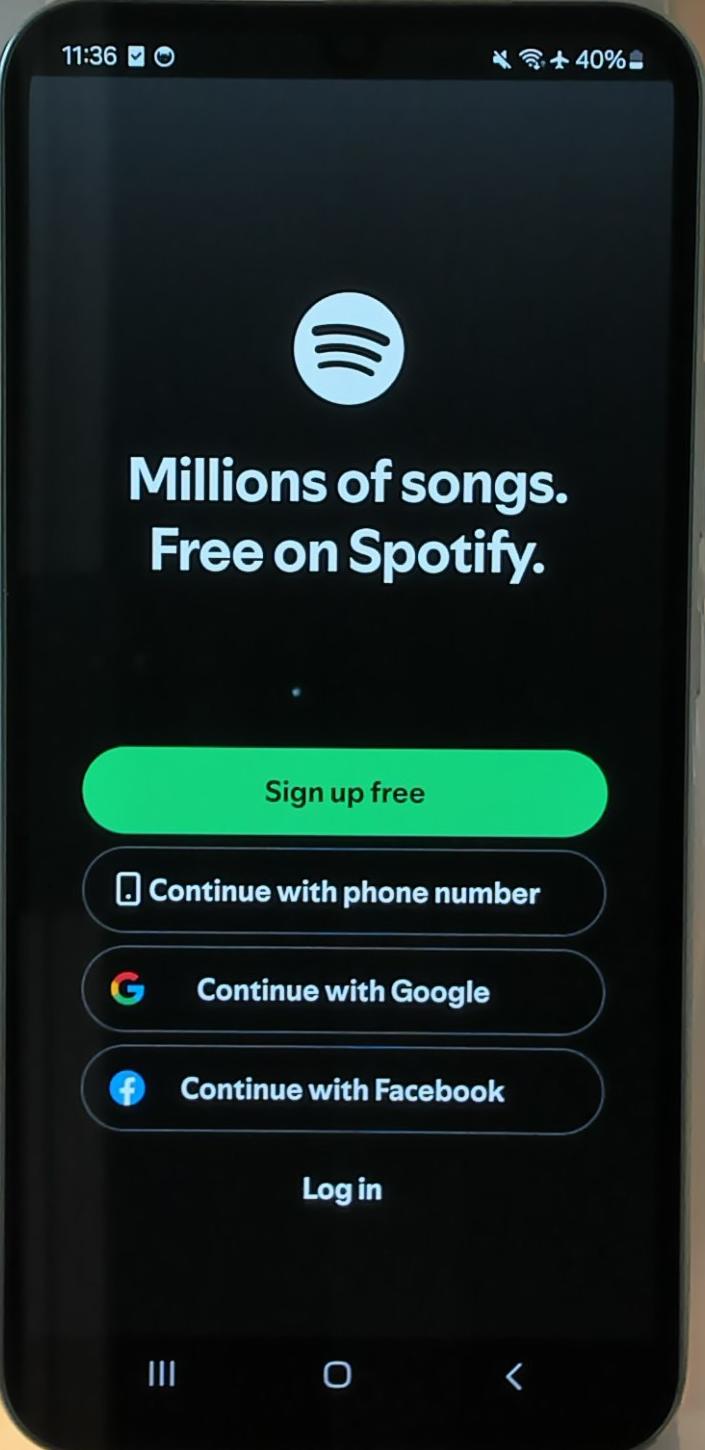 11:36
40%
Millions of songs.
Free on Spotify.
Sign up free
Continue with phone number
Continue with Google
Continue with Facebook
Log in